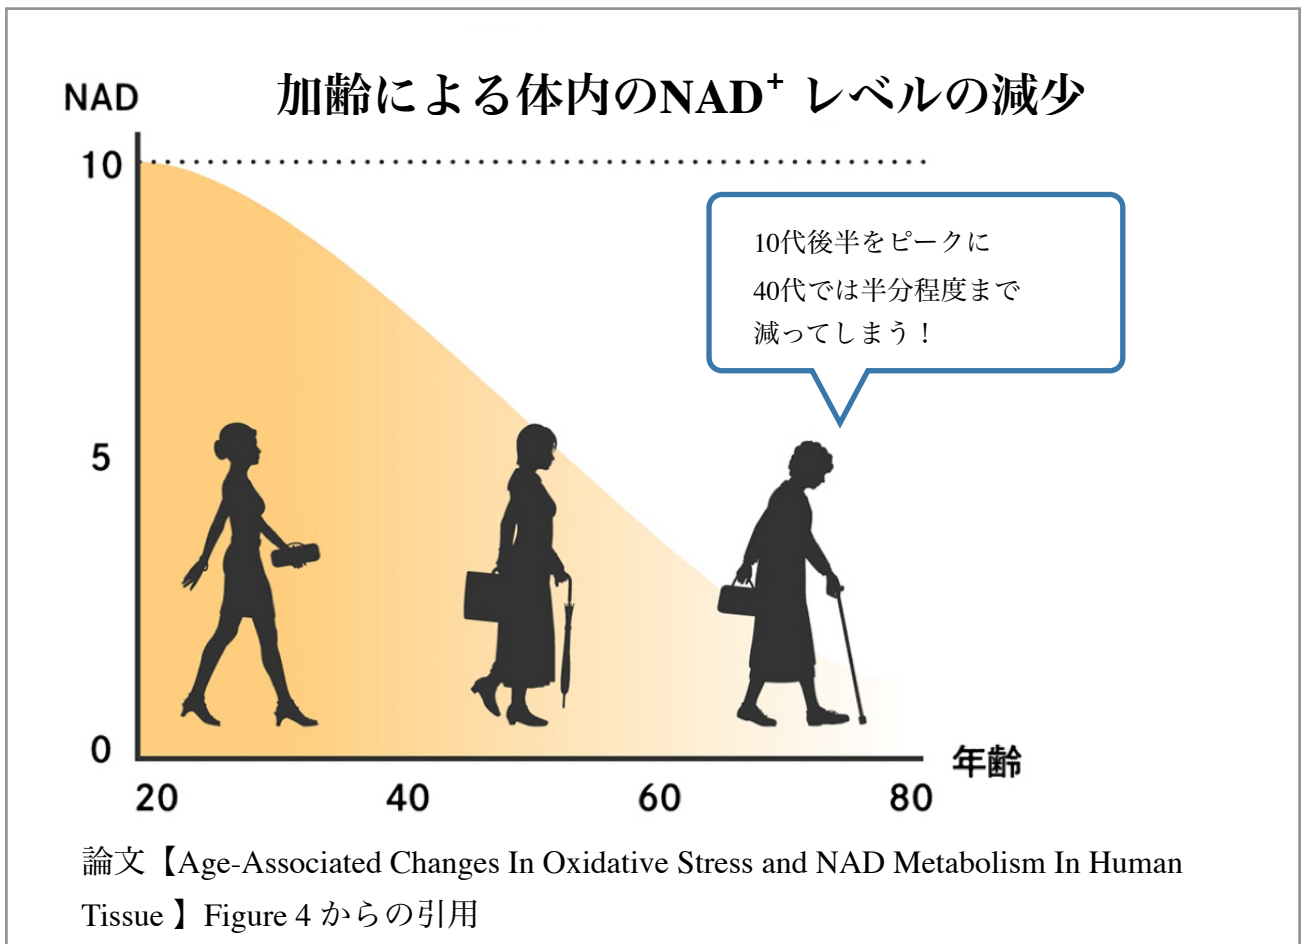 加齢による体内のNAD⁺ レベルの減少
NAD
10
10代後半をピークに
40代では半分程度まで
減ってしまう！
5
0
年齢
20 40 60 80
論文【Age-Associated Changes In Oxidative Stress and NAD Metabolism In Human
Tissue 】Figure 4 からの引用